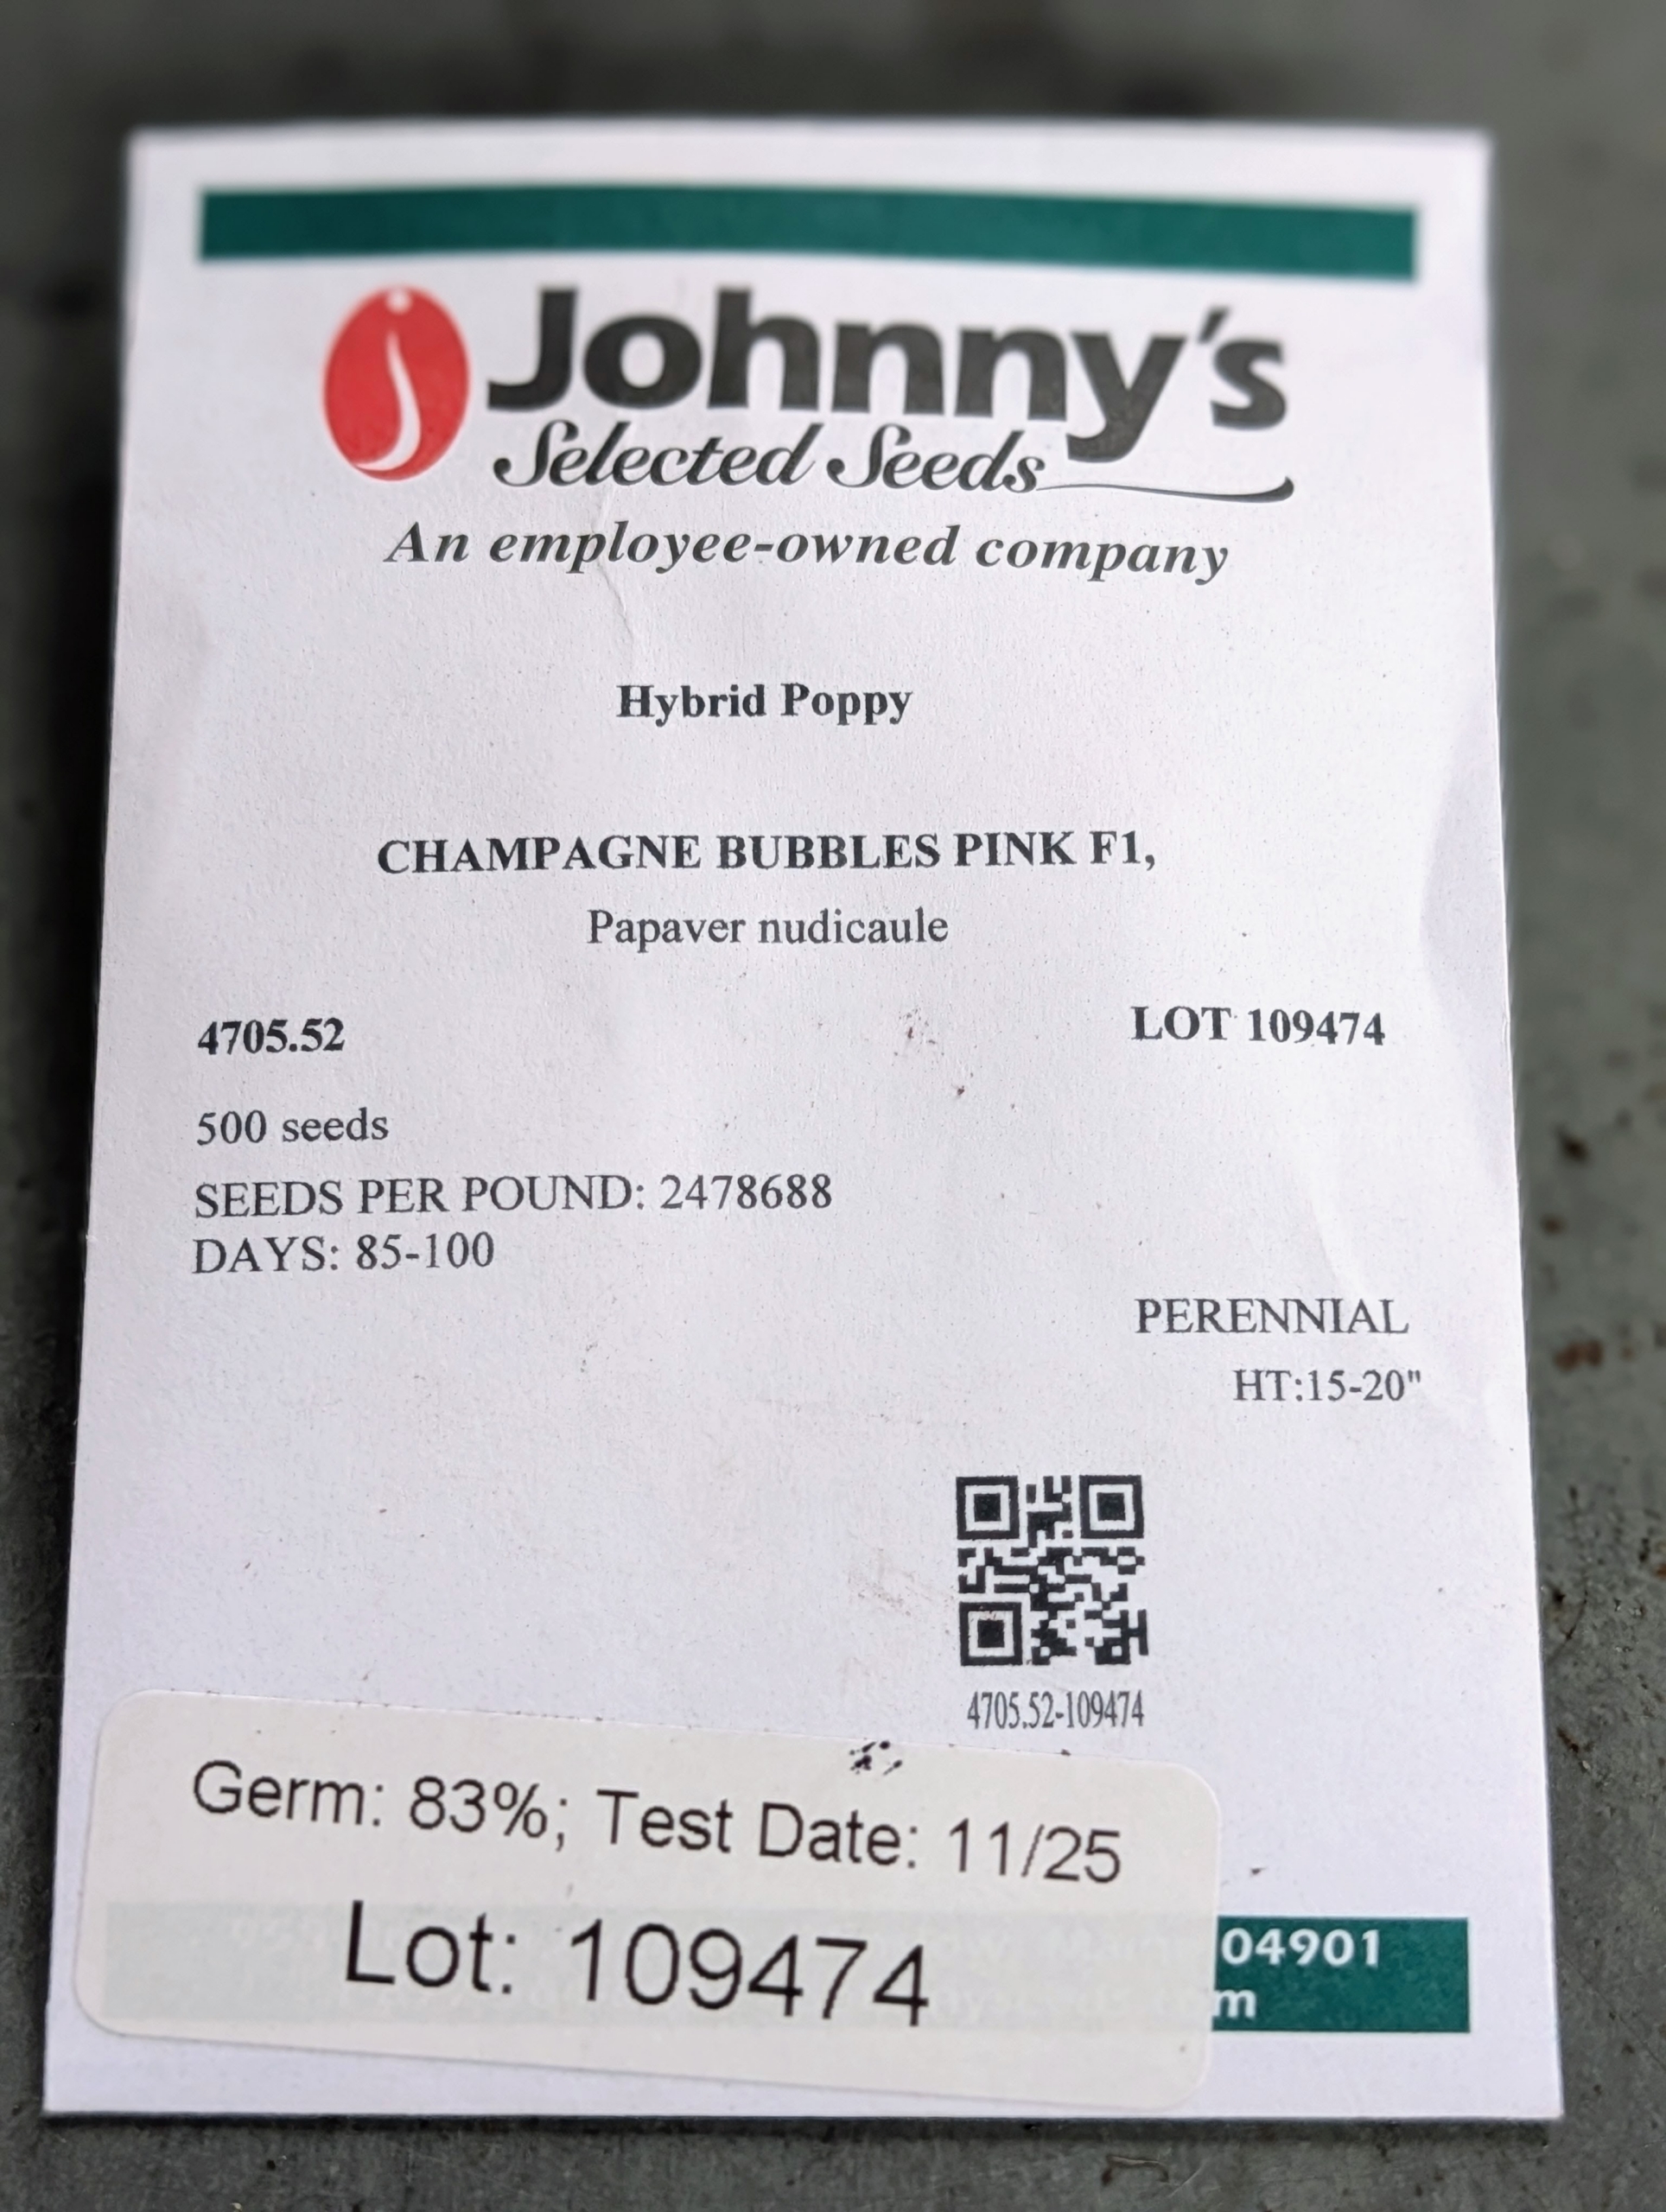 Johnny's
Selected Seeds
An employee-owned company
Hybrid Poppy
CHAMPAGNE BUBBLES PINK F1,
Papaver nudicaule
4705.52
LOT 109474
500 seeds
SEEDS PER POUND: 2478688
DAYS: 85-100
PERENNIAL
HT:15-20"
4705.52-109474
Germ: 83%; Test Date: 11/25
Lot: 109474
04901
m